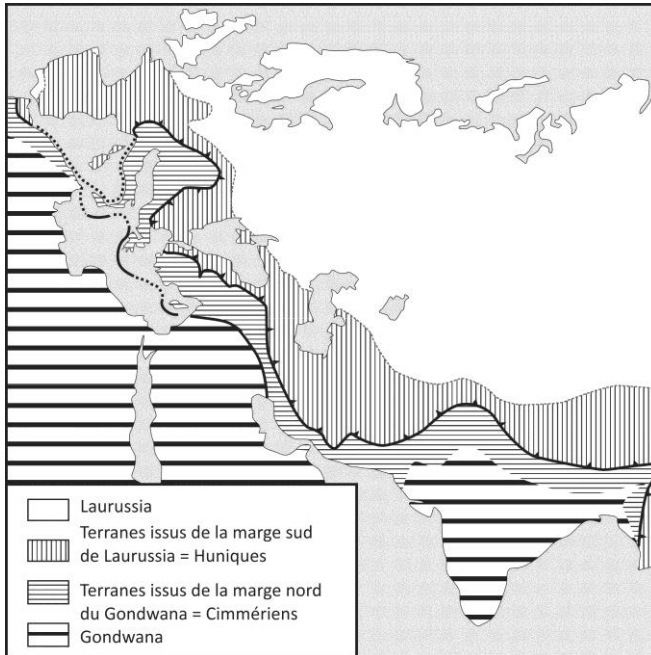 Laurussia
Terranes issus de la marge sud
de Laurussia = Huniques
Terranes issus de la marge nord
du Gondwana = Cimmériens
Gondwana